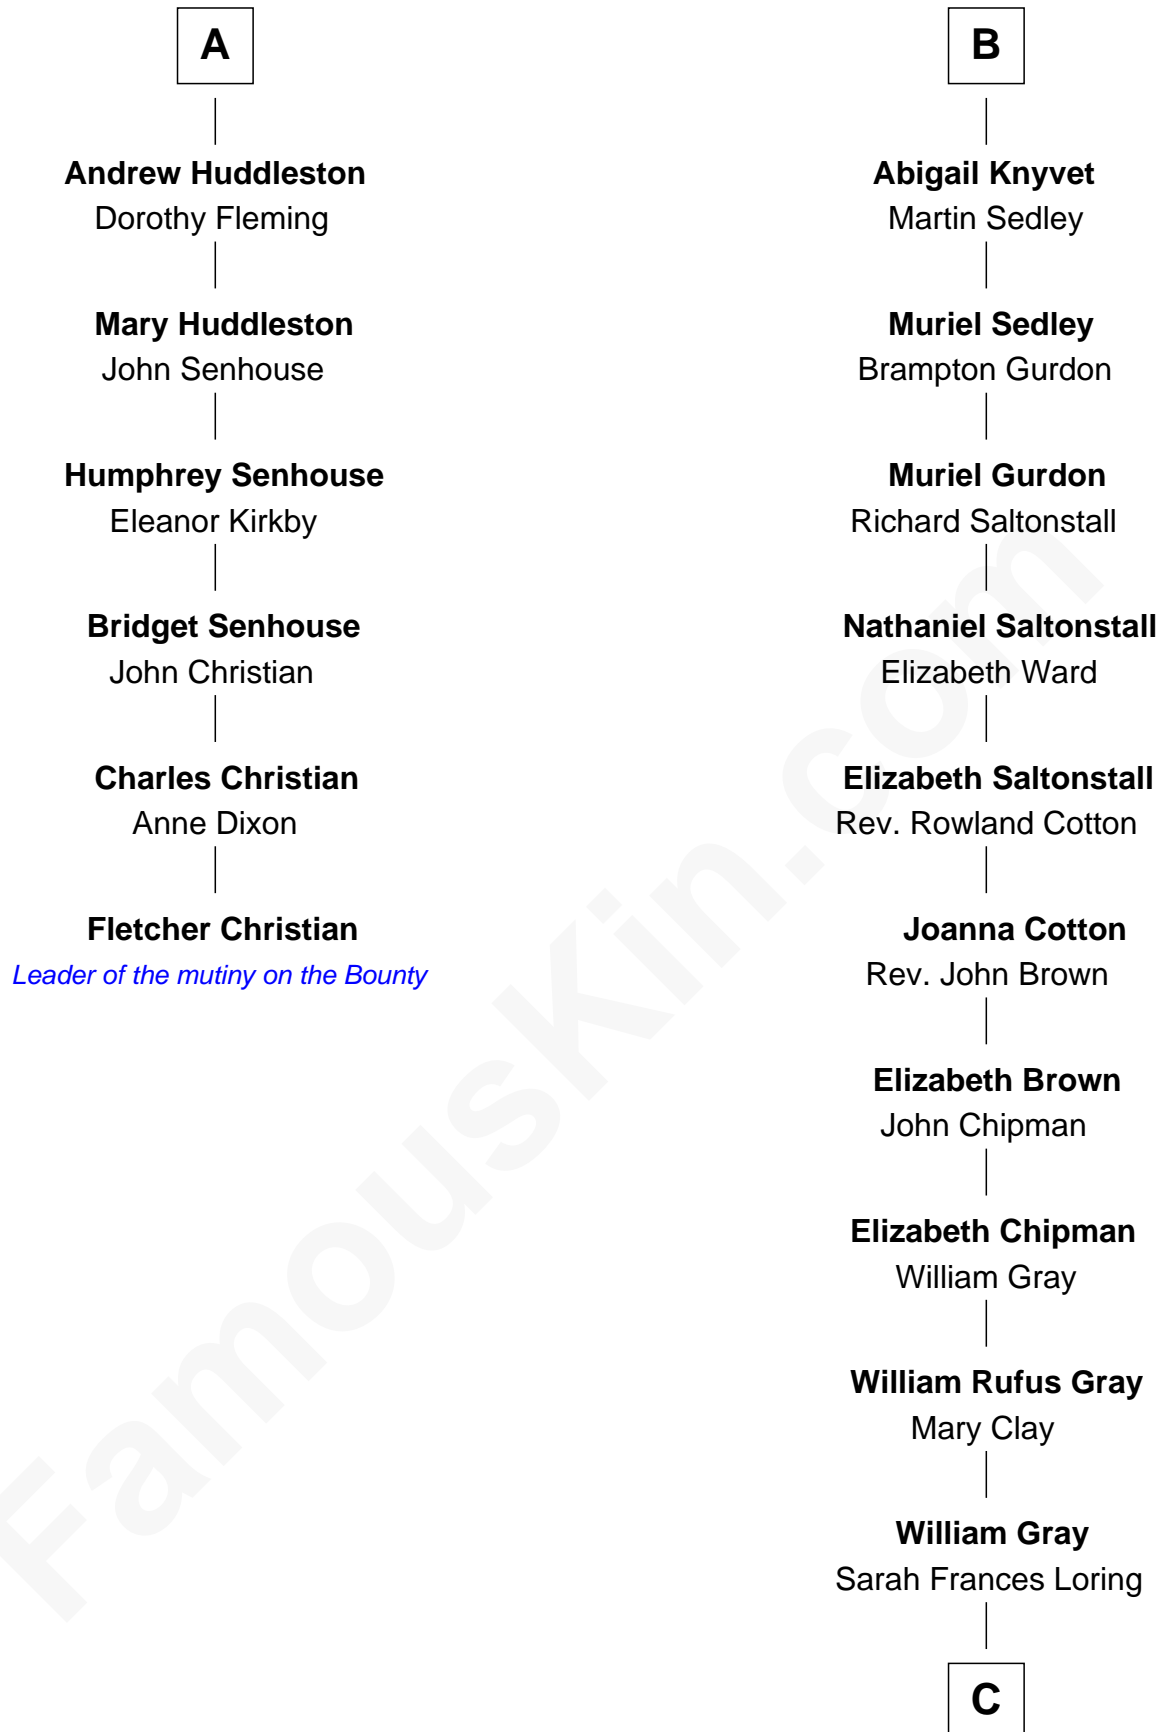 A
Andrew Huddleston
Dorothy Fleming
Mary Huddleston
John Senhouse
Humphrey Senhouse
Eleanor Kirkby
Bridget Senhouse
John Christian
Charles Christian
Anne Dixon
Fletcher Christian
Leader of the mutiny on the Bounty
B
Abigail Knyvet
Martin Sedley
Muriel Sedley
Brampton Gurdon
Muriel Gurdon
Richard Saltonstall
Nathaniel Saltonstall
Elizabeth Ward
Elizabeth Saltonstall
Rev. Rowland Cotton
Joanna Cotton
Rev. John Brown
Elizabeth Brown
John Chipman
Elizabeth Chipman
William Gray
William Rufus Gray
Mary Clay
William Gray
Sarah Frances Loring
C
FamousKin.com